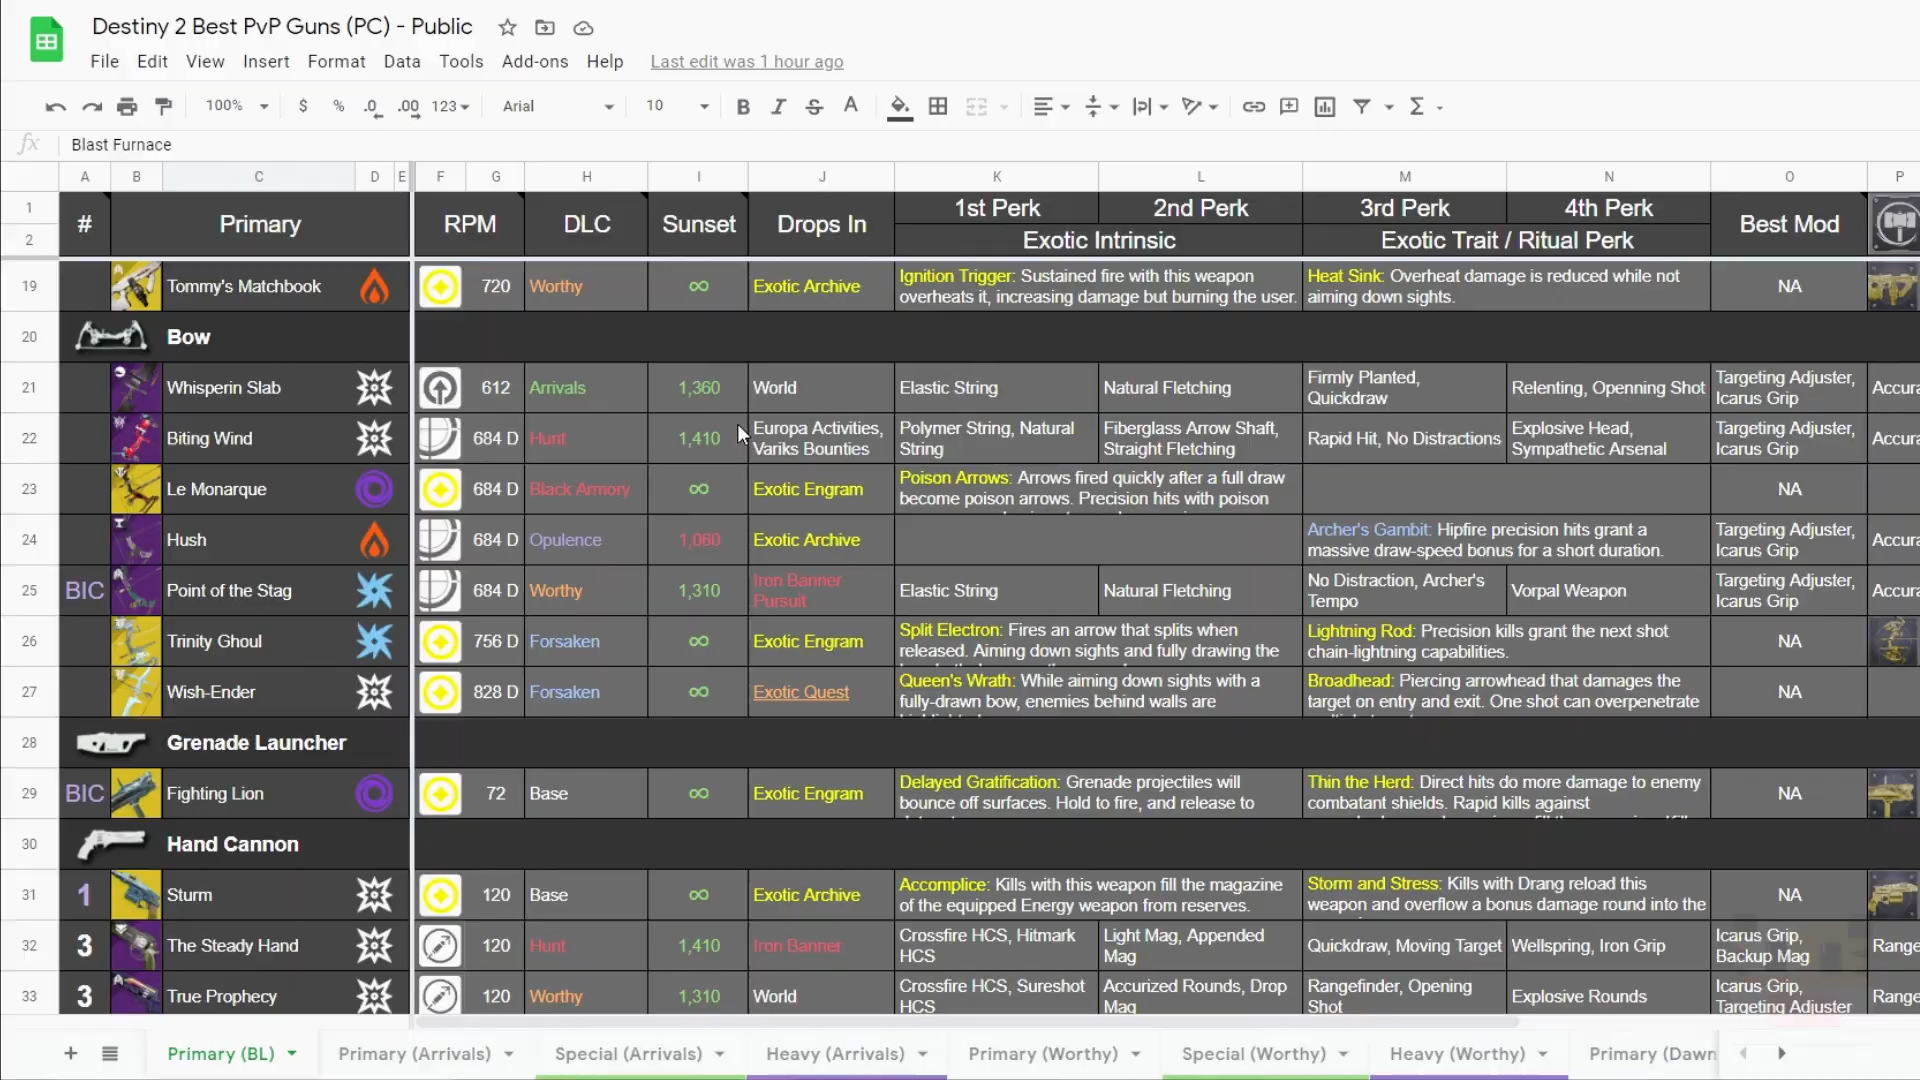 Destiny 2 Best PvP Guns (PC) - Public
File Edit View Insert Format Data Tools Add-ons Help Last edit was 1 hour ago
100% $ % .0 .00 123 Arial 10 B I S A
fx Blast Furnace
A B C D E F G H I J K L M N O P
1 # Primary RPM DLC Sunset Drops In 1st Perk 2nd Perk 3rd Perk 4th Perk Best Mod
2 Exotic Intrinsic Exotic Trait / Ritual Perk
19 Tommy's Matchbook 720 Worthy ∞ Exotic Archive Ignition Trigger: Sustained fire with this weapon Heat Sink: Overheat damage is reduced while not NA
overheats it, increasing damage but burning the user. aiming down sights.
20 Bow
21 Whisperin Slab 612 Arrivals 1,360 World Elastic String Natural Fletching Firmly Planted, Relenting, Openning Shot Targeting Adjuster, Accura
Quickdraw Icarus Grip
22 Biting Wind 684 D Hunt 1,410 Europa Activities, Polymer String, Natural Fiberglass Arrow Shaft, Rapid Hit, No Distractions Explosive Head, Targeting Adjuster, Accura
Variks Bounties String Straight Fletching Sympathetic Arsenal Icarus Grip
23 Le Monarque 684 D Black Armory ∞ Exotic Engram Poison Arrows: Arrows fired quickly after a full draw NA
become poison arrows. Precision hits with poison
24 Hush 684 D Opulence 1,060 Exotic Archive Archer's Gambit: Hipfire precision hits grant a Targeting Adjuster, Accura
massive draw-speed bonus for a short duration. Icarus Grip
25 BIC Point of the Stag 684 D Worthy 1,310 Iron Banner Elastic String Natural Fletching No Distraction, Archer's Vorpal Weapon Targeting Adjuster, Accura
Pursuit Tempo Icarus Grip
26 Trinity Ghoul 756 D Forsaken ∞ Exotic Engram Split Electron: Fires an arrow that splits when Lightning Rod: Precision kills grant the next shot NA
released. Aiming down sights and fully drawing the chain-lightning capabilities.
27 Wish-Ender 828 D Forsaken ∞ Exotic Quest Queen's Wrath: While aiming down sights with a Broadhead: Piercing arrowhead that damages the NA
fully-drawn bow, enemies behind walls are target on entry and exit. One shot can overpenetrate
28 Grenade Launcher
29 BIC Fighting Lion 72 Base ∞ Exotic Engram Delayed Gratification: Grenade projectiles will Thin the Herd: Direct hits do more damage to enemy NA
bounce off surfaces. Hold to fire, and release to combatant shields. Rapid kills against
30 Hand Cannon
31 1 Sturm 120 Base ∞ Exotic Archive Accomplice: Kills with this weapon fill the magazine Storm and Stress: Kills with Drang reload this NA
of the equipped Energy weapon from reserves. weapon and overflow a bonus damage round into the
32 3 The Steady Hand 120 Hunt 1,410 Iron Banner Crossfire HCS, Hitmark Light Mag, Appended Quickdraw, Moving Target Wellspring, Iron Grip Icarus Grip, Range
HCS Mag Backup Mag
33 3 True Prophecy 120 Worthy 1,310 World Crossfire HCS, Sureshot Accurized Rounds, Drop Rangefinder, Opening Explosive Rounds Icarus Grip, Range
HCS Mag Shot Targeting Adjuster
+ Primary (BL) Primary (Arrivals) Special (Arrivals) Heavy (Arrivals) Primary (Worthy) Special (Worthy) Heavy (Worthy) Primary (Dawn